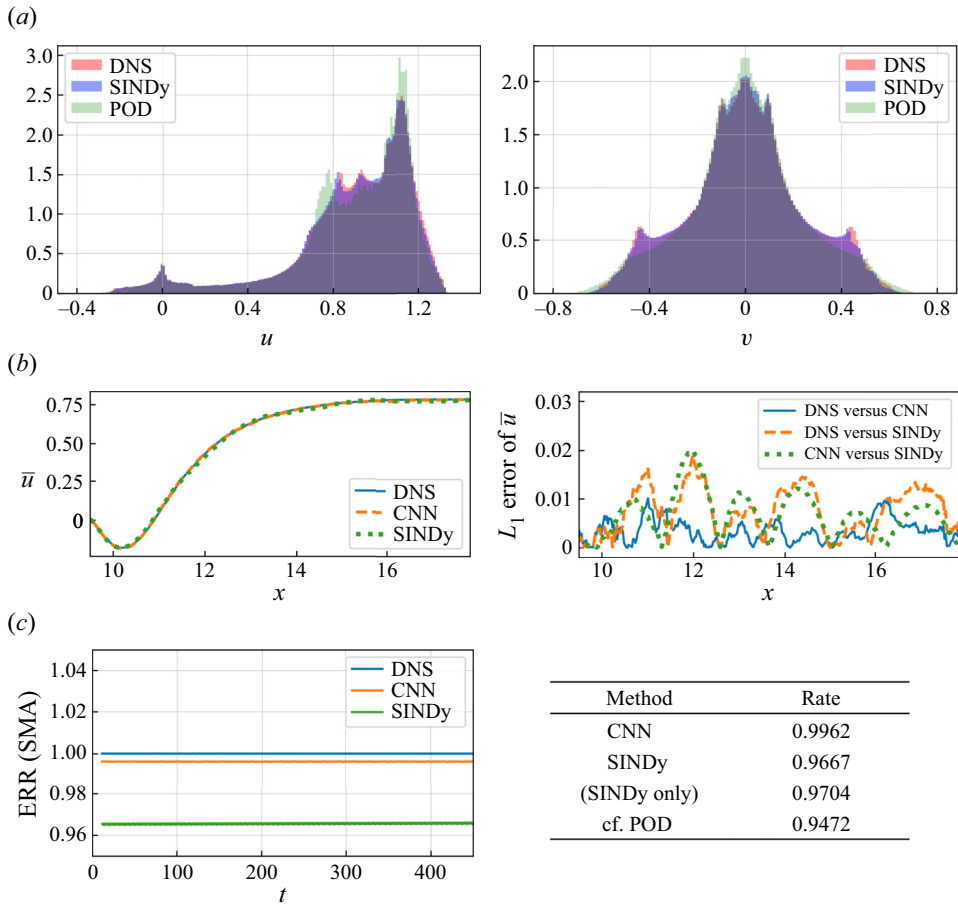 (a)
3.0
2.5
2.0
1.5
1.0
0.5
0
DNS
SINDy
POD
–0.4
0
0.4
0.8
1.2
u
2.0
1.5
1.0
0.5
0
DNS
SINDy
POD
–0.8
–0.4
0
0.4
0.8
v
(b)
0.75
0.50
0.25
0
0
u̅
DNS
CNN
SINDy
10
12
14
16
x
0.03
0.02
0.01
0
L1 error of u̅
DNS versus CNN
DNS versus SINDy
CNN versus SINDy
10
12
14
16
x
(c)
1.04
1.02
1.00
0.98
0.96
ERR (SMA)
DNS
CNN
SINDy
0
100
200
300
400
t
Method Rate
CNN 0.9962
SINDy 0.9667
(SINDy only) 0.9704
cf. POD 0.9472